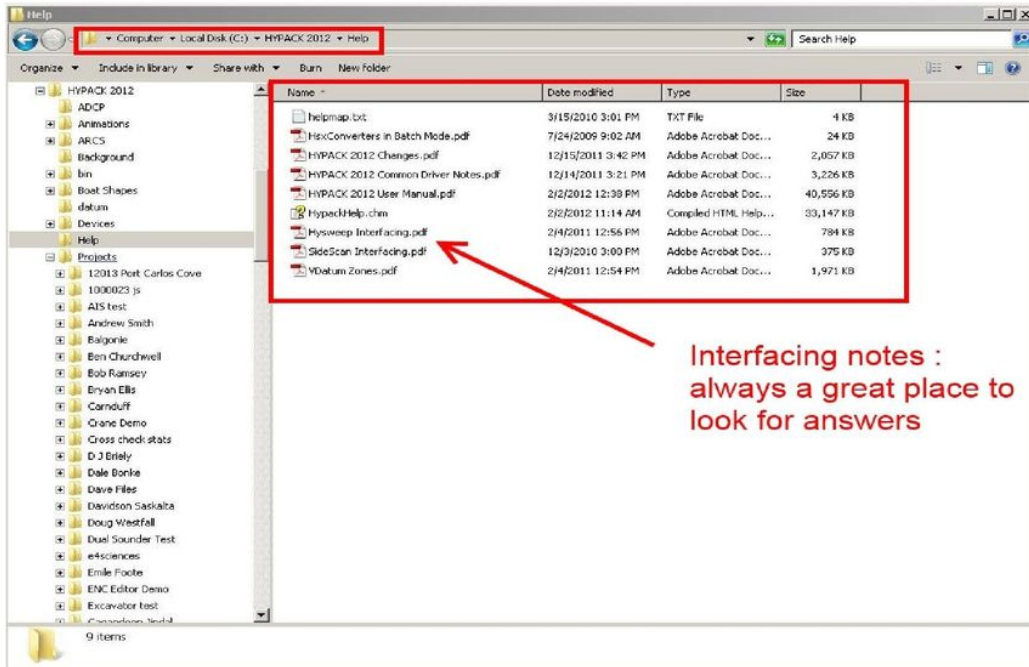 Help
Computer Local Disk (C:) HYPACK 2012 Help
Search Help
Organize Include in library Share with Burn New folder
HYPACK 2012
ADCP
Animations
ARCS
Background
bin
Boat Shapes
datum
Devices
Help
Projects
12013 Port Carlos Cove
1000023 js
AIS test
Andrew Smith
Balgonie
Ben Churchwell
Bob Ramsey
Bryan Ellis
Carnduff
Crane Demo
Cross check stats
D J Briely
Dale Bonke
Dave Files
Davidson Saskalta
Doug Westfall
Dual Sounder Test
e4sciences
Emile Foote
ENC Editor Demo
Excavator test
Name Date modified Type Size
helpmap.txt 3/15/2010 3:01 PM TXT File 4 KB
HsxConverters in Batch Mode.pdf 7/24/2009 9:02 AM Adobe Acrobat Doc... 24 KB
HYPACK 2012 Changes.pdf 12/15/2011 3:42 PM Adobe Acrobat Doc... 2,057 KB
HYPACK 2012 Common Driver Notes.pdf 12/14/2011 3:21 PM Adobe Acrobat Doc... 3,226 KB
HYPACK 2012 User Manual.pdf 2/2/2012 12:38 PM Adobe Acrobat Doc... 40,556 KB
HypackHelp.chm 2/2/2012 11:14 AM Compiled HTML Help... 33,147 KB
Hysweep Interfacing.pdf 2/4/2011 12:56 PM Adobe Acrobat Doc... 784 KB
SideScan Interfacing.pdf 12/3/2010 3:00 PM Adobe Acrobat Doc... 375 KB
VDatum Zones.pdf 2/4/2011 12:54 PM Adobe Acrobat Doc... 1,971 KB
Interfacing notes :
always a great place to
look for answers
9 items